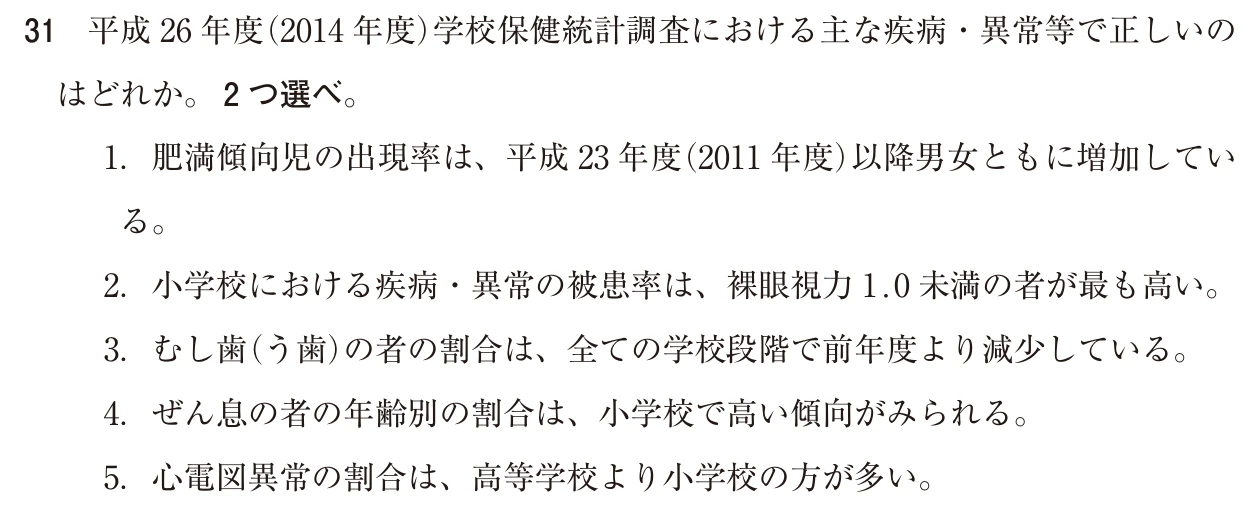 31　平成 26 年度(2014 年度)学校保健統計調査における主な疾病・異常等で正しいの
はどれか。 2 つ選べ。
1. 肥満傾向児の出現率は、平成 23 年度(2011 年度)以降男女ともに増加してい
る。
2. 小学校における疾病・異常の被患率は、裸眼視力 1.0 未満の者が最も高い。
3. むし歯(う歯)の者の割合は、全ての学校段階で前年度より減少している。
4. ぜん息の者の年齢別の割合は、小学校で高い傾向がみられる。
5. 心電図異常の割合は、高等学校より小学校の方が多い。